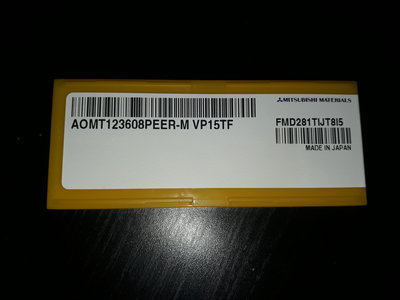 MITSUBISHI MATERIALS
AOMT123608PEER-M VP15TF
FMD281TIJT8I5
MADE IN JAPAN